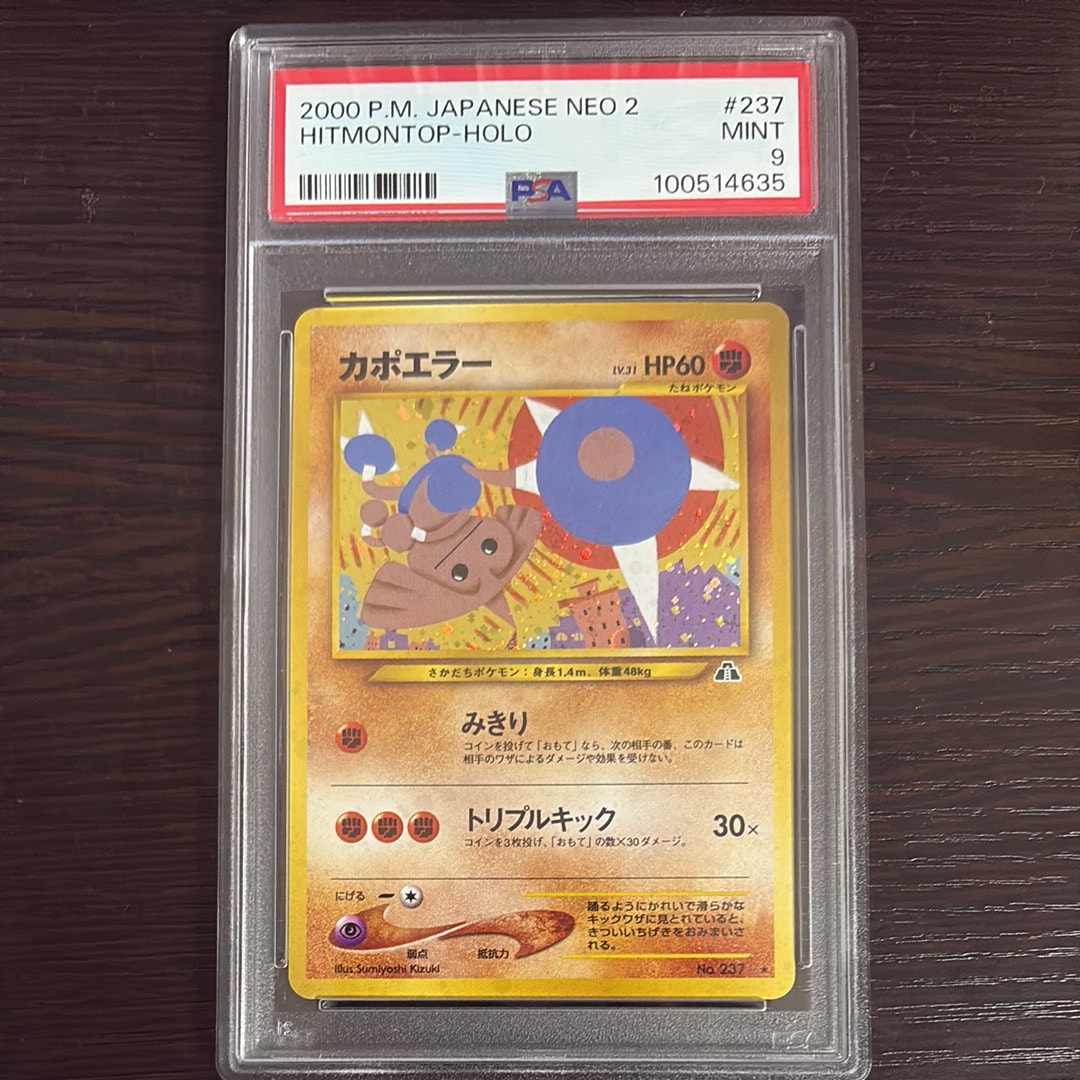 2000 P.M. JAPANESE NEO 2 #237
HITMONTOP-HOLO MINT
9
PSA 100514635
カポエラー LV.31 HP60
たねポケモン
さかだちポケモン：身長1.4m、体重48kg
みきり
コインを投げて「おもて」なら、次の相手の番、このカードは
相手のワザによるダメージや効果を受けない。
トリプルキック 30×
コインを3枚投げ、「おもて」の数×30ダメージ。
にげる
弱点 抵抗力
踊るようにかれいで滑らかな
キックワザに見とれていると、
きついいちげきをおみまいさ
れる。
Illus.Sumiyoshi Kizuki No.237 ★